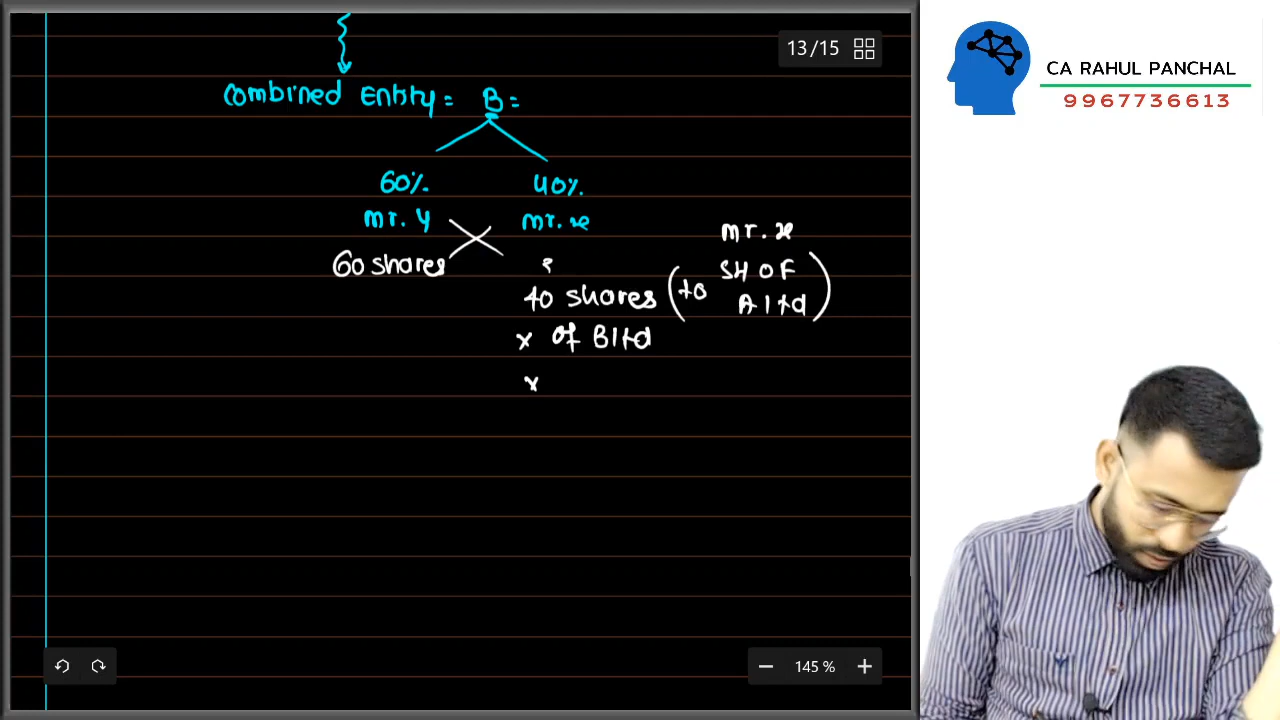 13/15
CA RAHUL PANCHAL
9967736613
Combined Entity = B =
60% 40%
mr. y mr. x
60 shares ?
mr. x
40 shares (to SH OF
A ltd)
x of B ltd
x
145 %